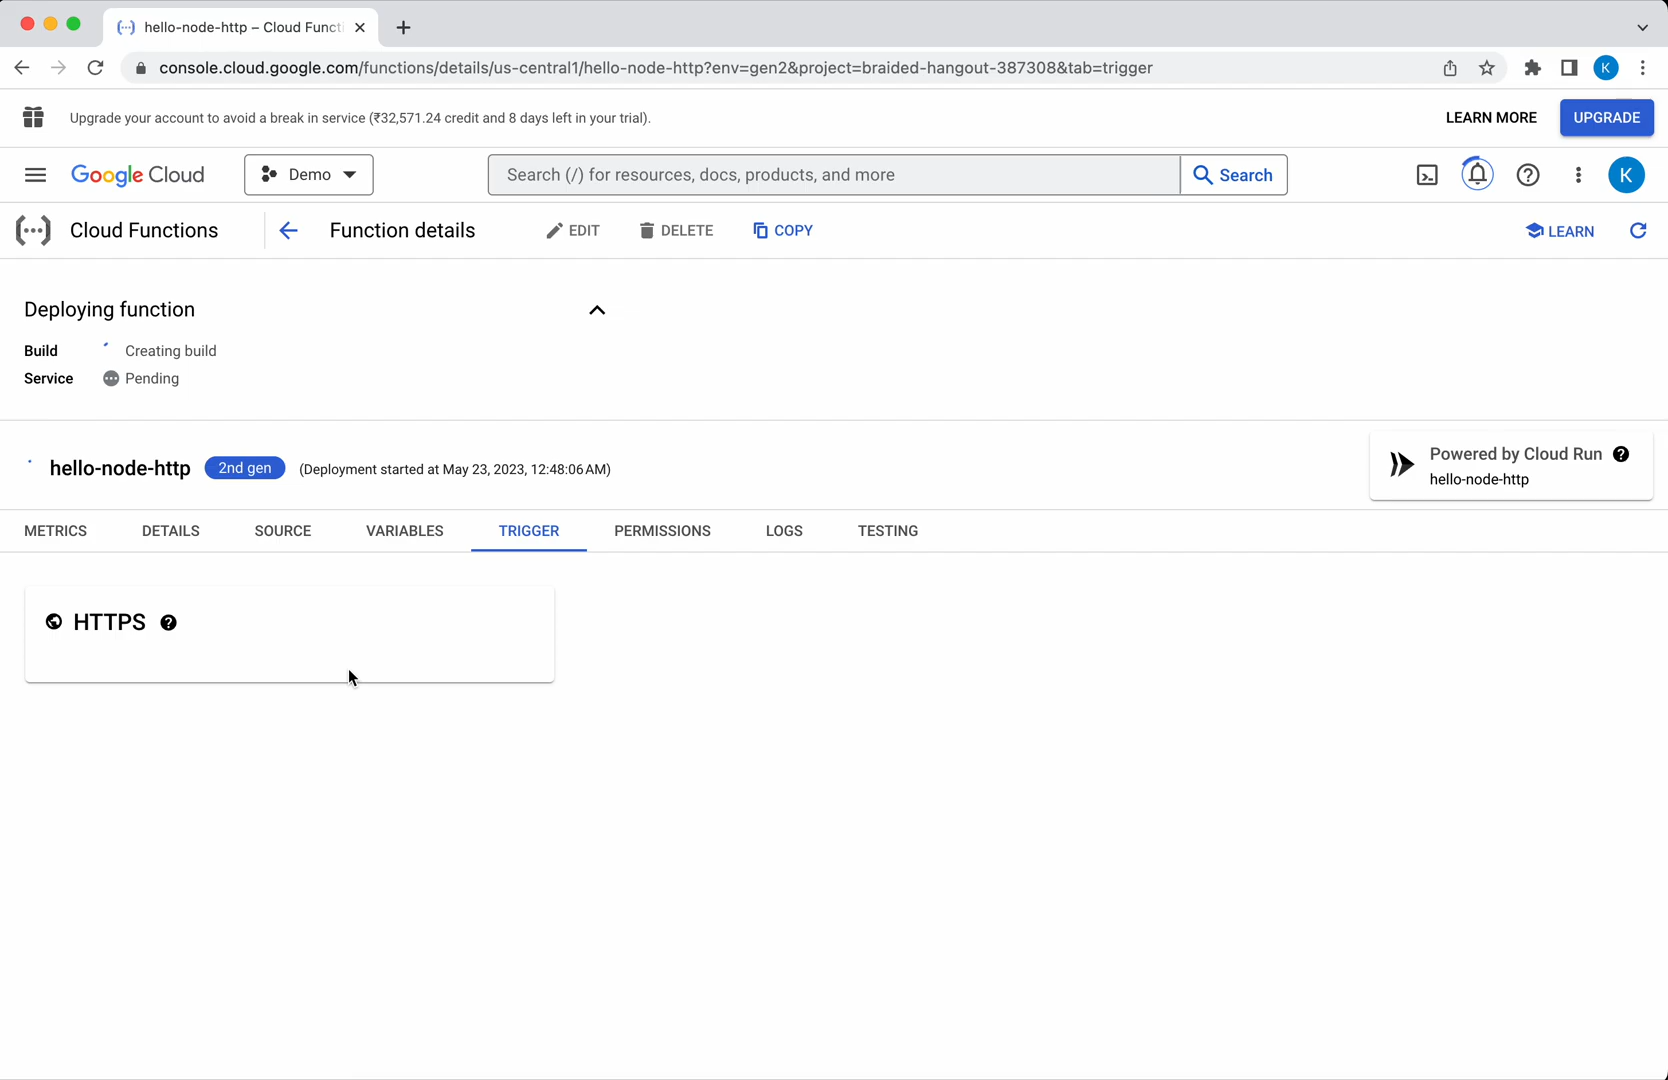 hello-node-http – Cloud Functi
console.cloud.google.com/functions/details/us-central1/hello-node-http?env=gen2&project=braided-hangout-387308&tab=trigger
K
Upgrade your account to avoid a break in service (₹32,571.24 credit and 8 days left in your trial).
LEARN MORE
UPGRADE
Google Cloud
Demo
Search (/) for resources, docs, products, and more
Search
K
Cloud Functions
Function details
EDIT
DELETE
COPY
LEARN
Deploying function
Build Creating build
Service Pending
hello-node-http
2nd gen
(Deployment started at May 23, 2023, 12:48:06 AM)
Powered by Cloud Run
hello-node-http
METRICS
DETAILS
SOURCE
VARIABLES
TRIGGER
PERMISSIONS
LOGS
TESTING
HTTPS